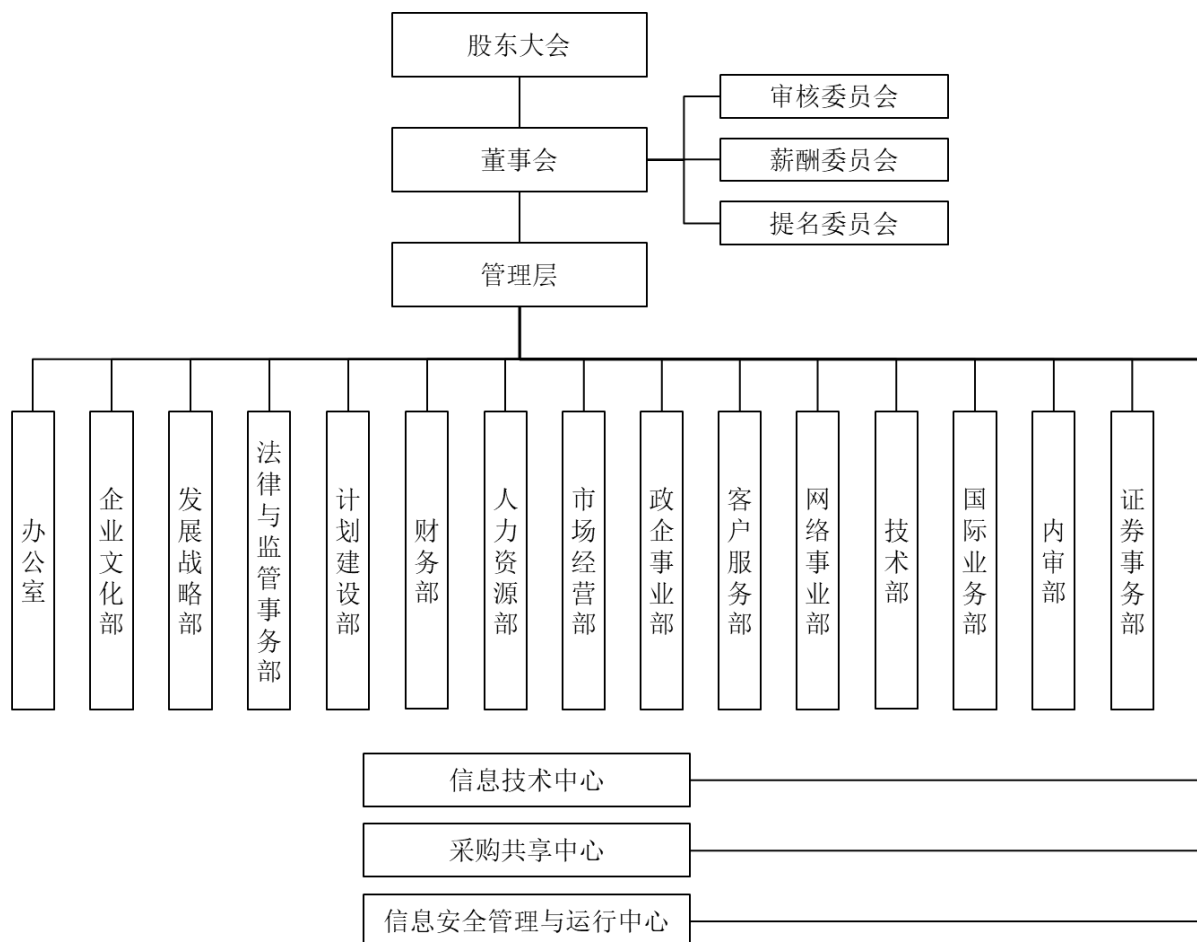 股东大会
审核委员会
董事会
薪酬委员会
提名委员会
管理层
办公室
企业文化部
发展战略部
法律与监管事务部
计划建设部
财务部
人力资源部
市场经营部
政企事业部
客户服务部
网络事业部
技术部
国际业务部
内审部
证券事务部
信息技术中心
采购共享中心
信息安全管理与运行中心